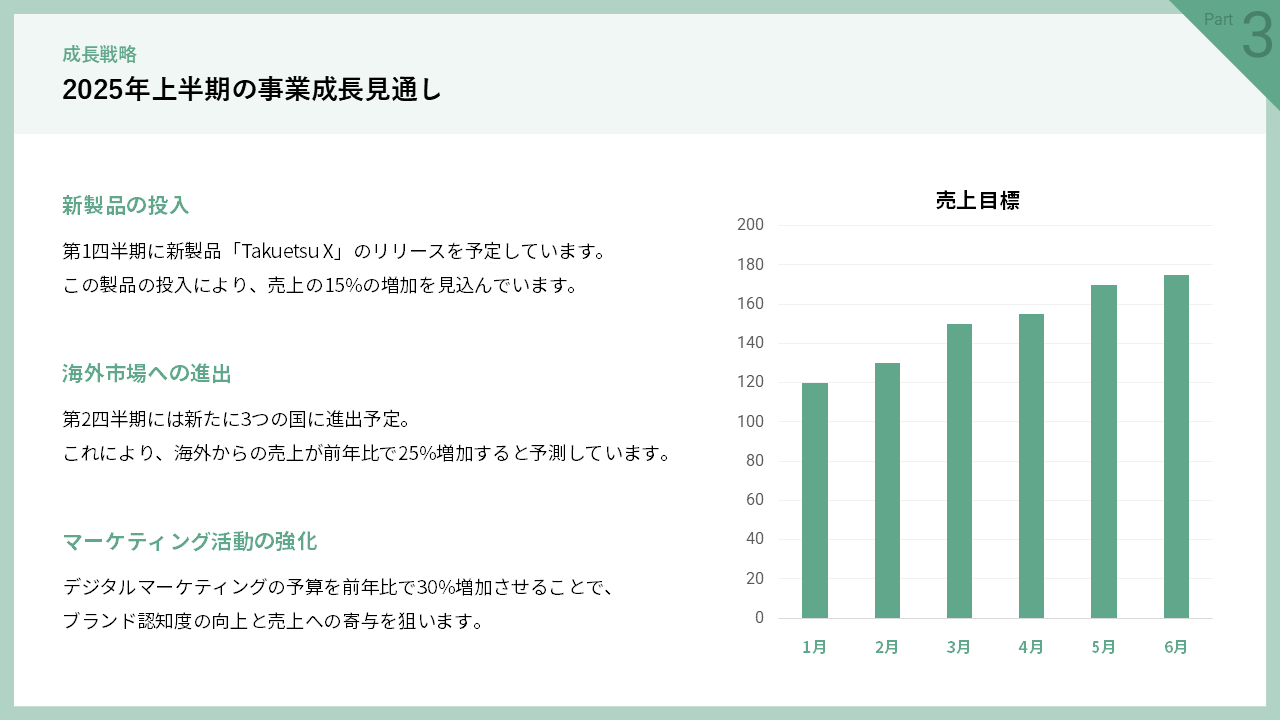 Part 3
成長戦略
2025年上半期の事業成長見通し
新製品の投入
第1四半期に新製品「Takuetsu X」のリリースを予定しています。
この製品の投入により、売上の15%の増加を見込んでいます。
海外市場への進出
第2四半期には新たに3つの国に進出予定。
これにより、海外からの売上が前年比で25%増加すると予測しています。
マーケティング活動の強化
デジタルマーケティングの予算を前年比で30%増加させることで、
ブランド認知度の向上と売上への寄与を狙います。
売上目標
200
180
160
140
120
100
80
60
40
20
0
1月 2月 3月 4月 5月 6月